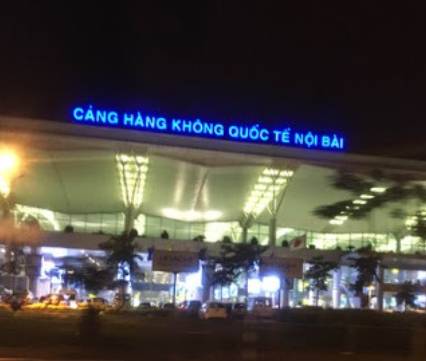 CẢNG HÀNG KHÔNG QUỐC TẾ NỘI BÀI